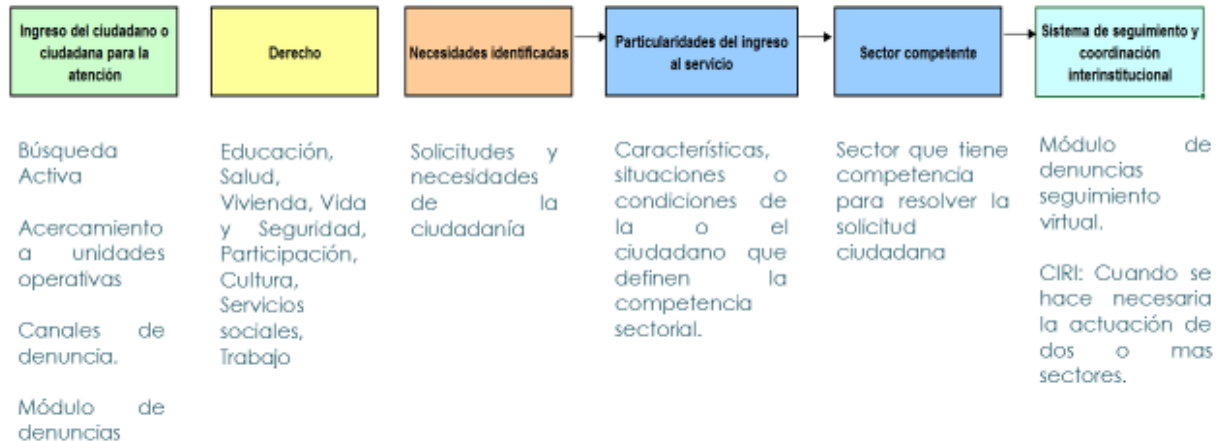 Ingreso del ciudadano o
ciudadana para la
atención
Derecho
Necesidades identificadas
Particularidades del ingreso
al servicio
Sector competente
Sistema de seguimiento y
coordinación
interinstitucional
Búsqueda
Activa
Acercamiento
a unidades
operativas
Canales de
denuncia.
Módulo de
denuncias
Educación,
Salud,
Vivienda, Vida
y Seguridad,
Participación,
Cultura,
Servicios
sociales,
Trabajo
Solicitudes y
necesidades
de la
ciudadanía
Características,
situaciones o
condiciones de
la o el
ciudadano que
definen la
competencia
sectorial.
Sector que tiene
competencia
para resolver la
solicitud
ciudadana
Módulo de
denuncias
seguimiento
virtual.
CIRI: Cuando se
hace necesaria
la actuación de
dos o mas
sectores.